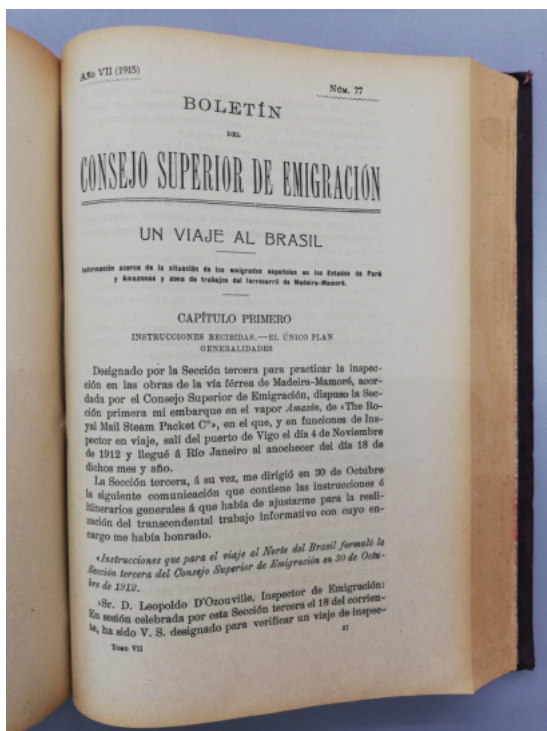 Año VII (1915)
Núm. 77
BOLETÍN
DEL
CONSEJO SUPERIOR DE EMIGRACIÓN
UN VIAJE AL BRASIL
Información acerca de la situación de los emigrados españoles en los Estados de Pará
y Amazonas y zona de trabajos del ferrocarril de Madeira-Mamoré.
CAPÍTULO PRIMERO
INSTRUCCIONES RECIBIDAS.—EL ÚNICO PLAN
GENERALIDADES
Designado por la Sección tercera para practicar la inspec-
ción en las obras de la vía férrea de Madeira-Mamoré, acor-
dada por el Consejo Superior de Emigración, dispuso la Sec-
ción primera mi embarque en el vapor Amazón, de «The Ro-
yal Mail Steam Packet Cº», en el que, y en funciones de Ins-
pector en viaje, salí del puerto de Vigo el día 4 de Noviembre
de 1912 y llegué á Río Janeiro al anochecer del día 18 de
dichos mes y año.
La Sección tercera, á su vez, me dirigió en 30 de Octubre
la siguiente comunicación que contiene las instrucciones é
itinerarios generales á que había de ajustarme para la reali-
zación del transcendental trabajo informativo con cuyo en-
cargo me había honrado.
«Instrucciones que para el viaje al Norte del Brasil formuló la
Sección tercera del Consejo Superior de Emigración en 30 de Octu-
bre de 1912.
»Sr. D. Leopoldo D'Ozouville, Inspector de Emigración:
En sesión celebrada por esta Sección tercera el 18 del corrien-
te, ha sido V. S. designado para verificar un viaje de inspec-
Tomo VII